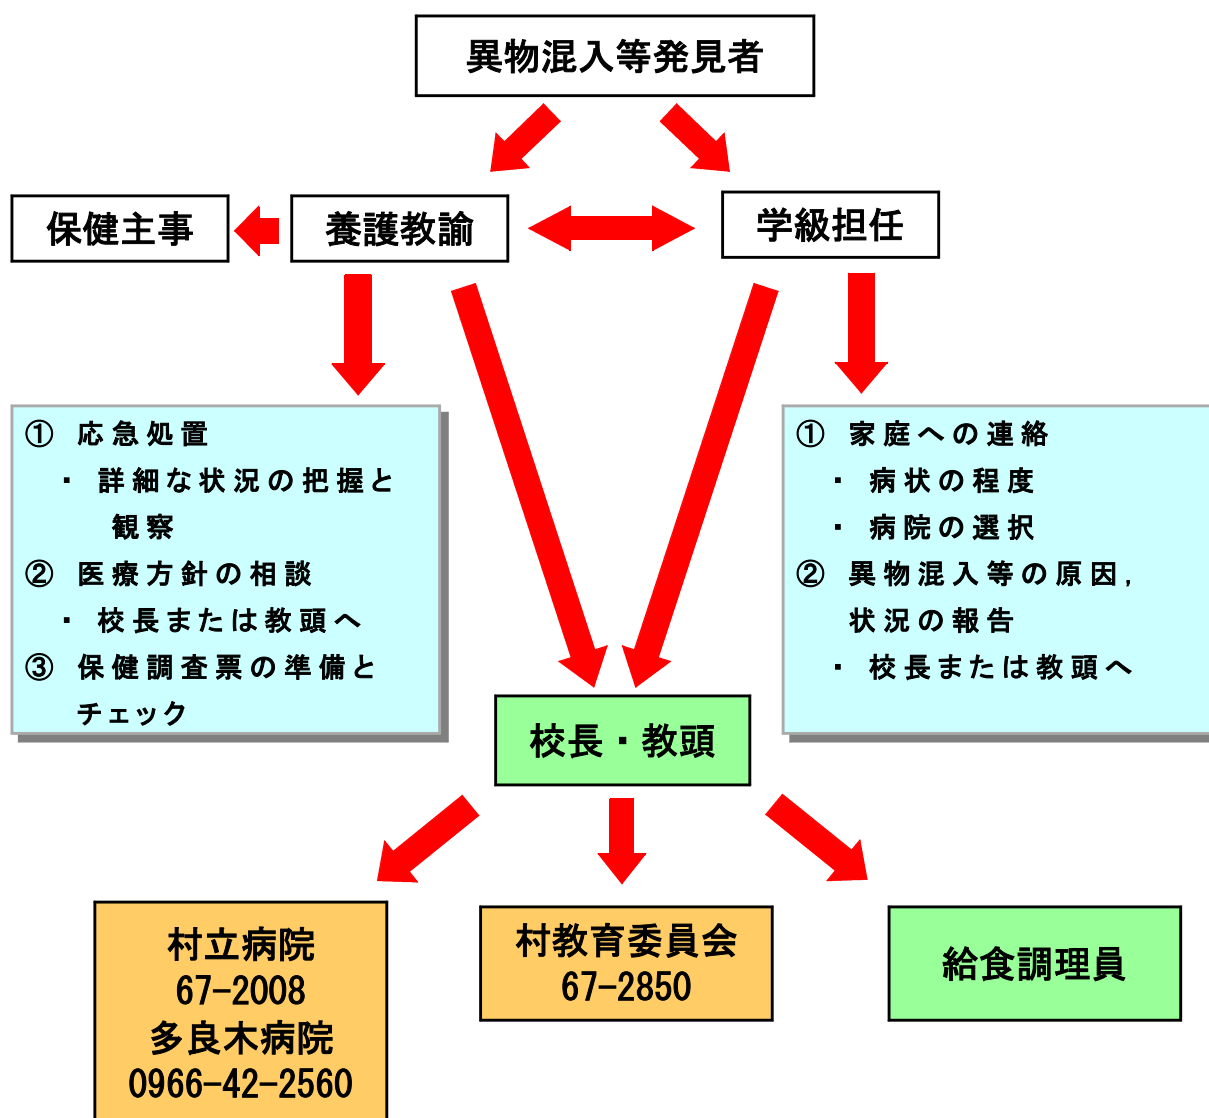 異物混入等発見者
保健主事
養護教諭
学級担任
① 応急処置
・ 詳細な状況の把握と
観察
② 医療方針の相談
・ 校長または教頭へ
③ 保健調査票の準備と
チェック
① 家庭への連絡
・ 病状の程度
・ 病院の選択
② 異物混入等の原因，
状況の報告
・ 校長または教頭へ
校長・教頭
村立病院
67-2008
多良木病院
0966-42-2560
村教育委員会
67-2850
給食調理員